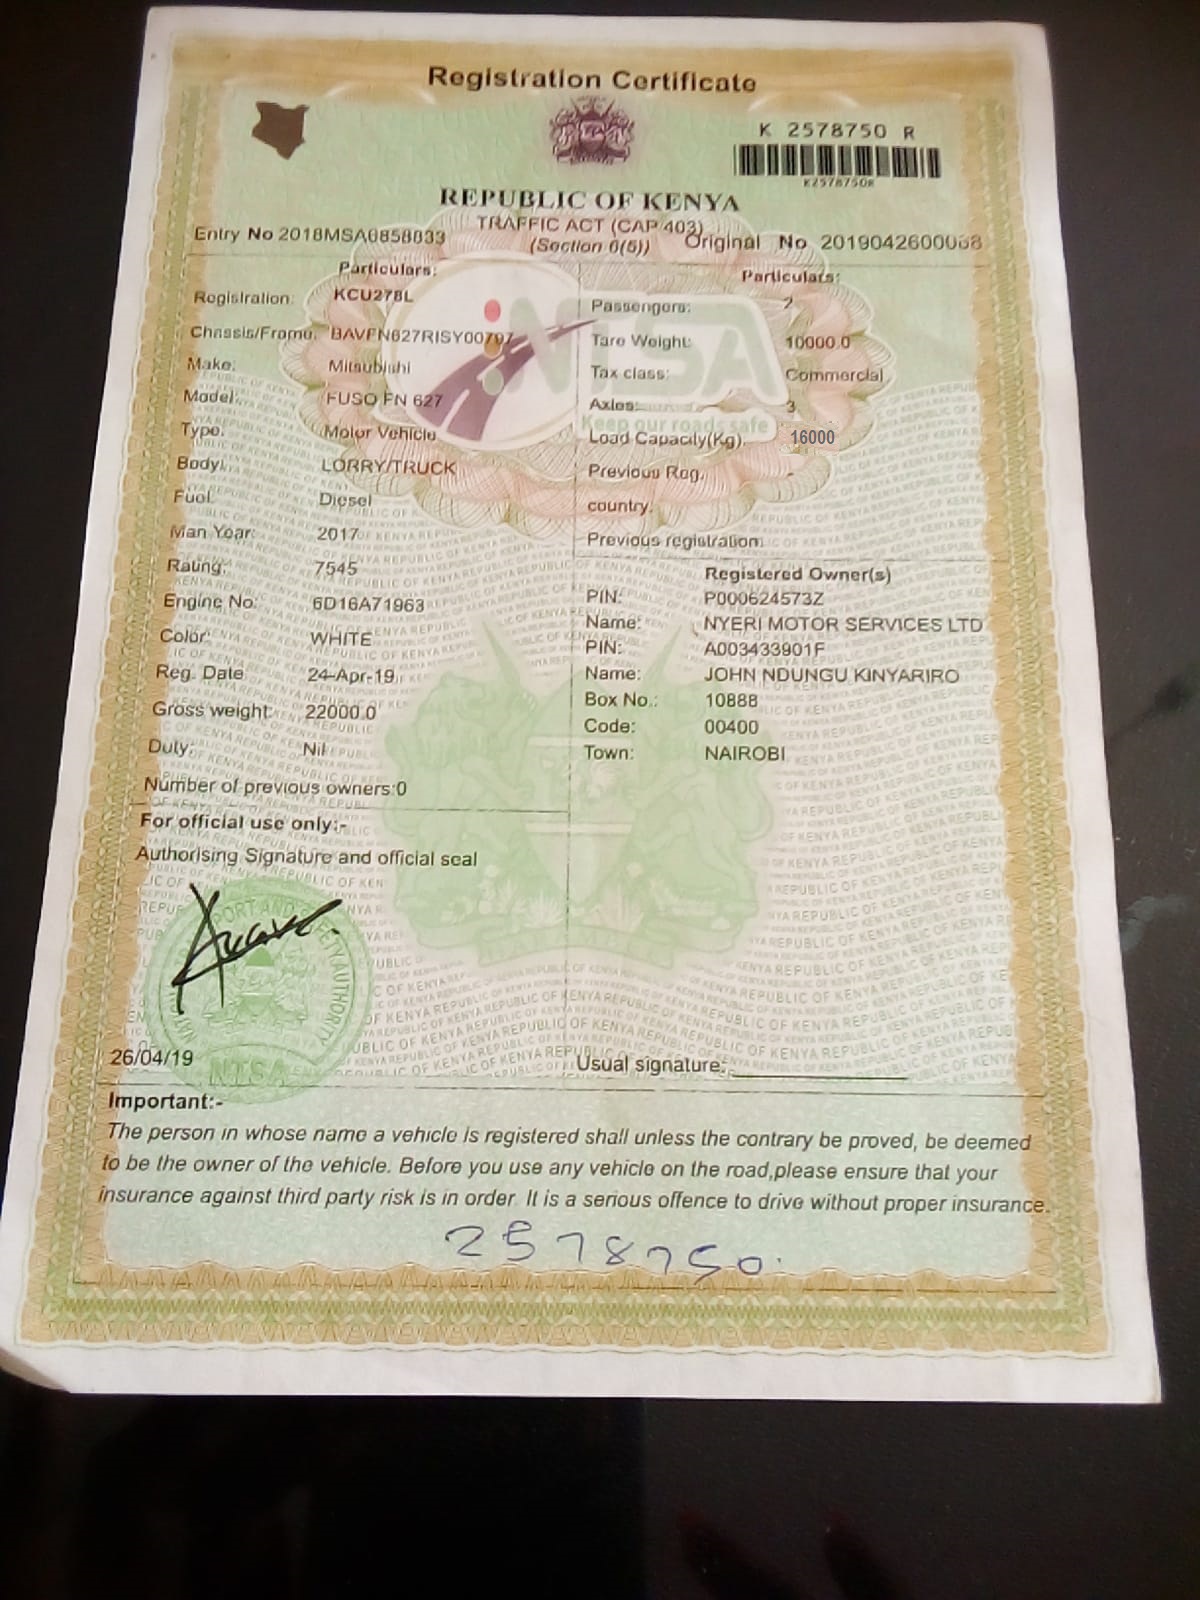 Registration Certificate
K 2578750 R
K2578750R
REPUBLIC OF KENYA
TRAFFIC ACT (CAP 403)
(Section 6(5))
Entry No 2018MSA6858033
Original No 2019042600068
Particulars:
Registration: KCU278L
Chassis/Frame: BAVFN627RISY00797
Make: Mitsubishi
Model: FUSO FN 627
Type: Motor Vehicle
Body: LORRY/TRUCK
Fuel: Diesel
Man Year: 2017
Rating: 7545
Engine No: 6D16A71963
Color: WHITE
Reg. Date 24-Apr-19
Gross weight: 22000.0
Duty: Nil
Number of previous owners:0
Particulars:
Passengers: 2
Tare Weight: 10000.0
Tax class: Commercial
Axles: 3
Load Capacity(Kg). 16000
Previous Reg. -
country.
Previous registration:
NTSA
Keep our roads safe
Registered Owner(s)
PIN: P000624573Z
Name: NYERI MOTOR SERVICES LTD
PIN: A003433901F
Name: JOHN NDUNGU KINYARIRO
Box No.: 10888
Code: 00400
Town: NAIROBI
For official use only:-
Authorising Signature and official seal
NTSA
26/04/19
Usual signature:
Important:-
The person in whose name a vehicle is registered shall unless the contrary be proved, be deemed
to be the owner of the vehicle. Before you use any vehicle on the road,please ensure that your
insurance against third party risk is in order. It is a serious offence to drive without proper insurance.
2578750.